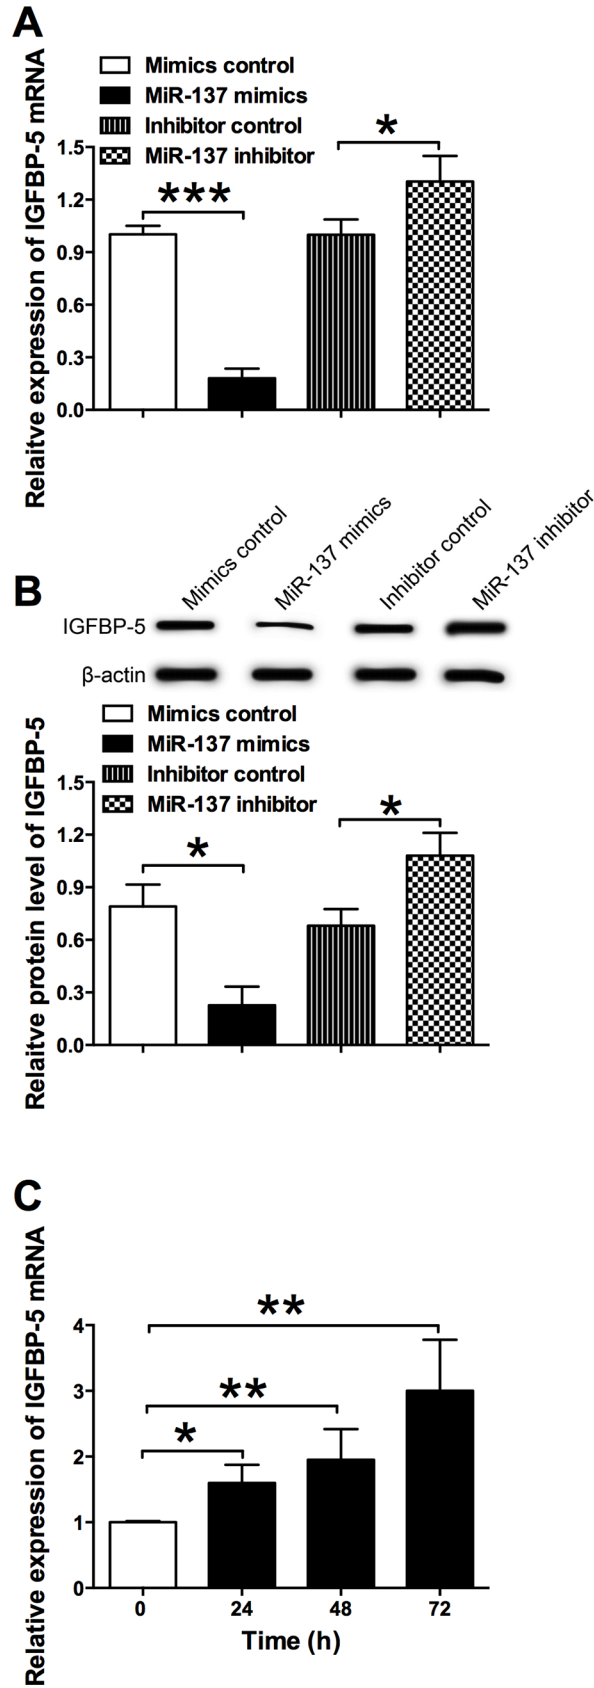 A
Relaitve expression of IGFBP-5 mRNA
Mimics control
MiR-137 mimics
Inhibitor control
MiR-137 inhibitor
1.5
1.2
0.9
0.6
0.3
0.0
***
*
B
Mimics control
MiR-137 mimics
Inhibitor control
MiR-137 inhibitor
IGFBP-5
β-actin
Relaitve protein level of IGFBP-5
Mimics control
MiR-137 mimics
Inhibitor control
MiR-137 inhibitor
1.5
1.2
0.9
0.6
0.3
0.0
*
*
C
Relative expression of IGFBP-5 mRNA
4
3
2
1
0
**
**
*
0 24 48 72
Time (h)